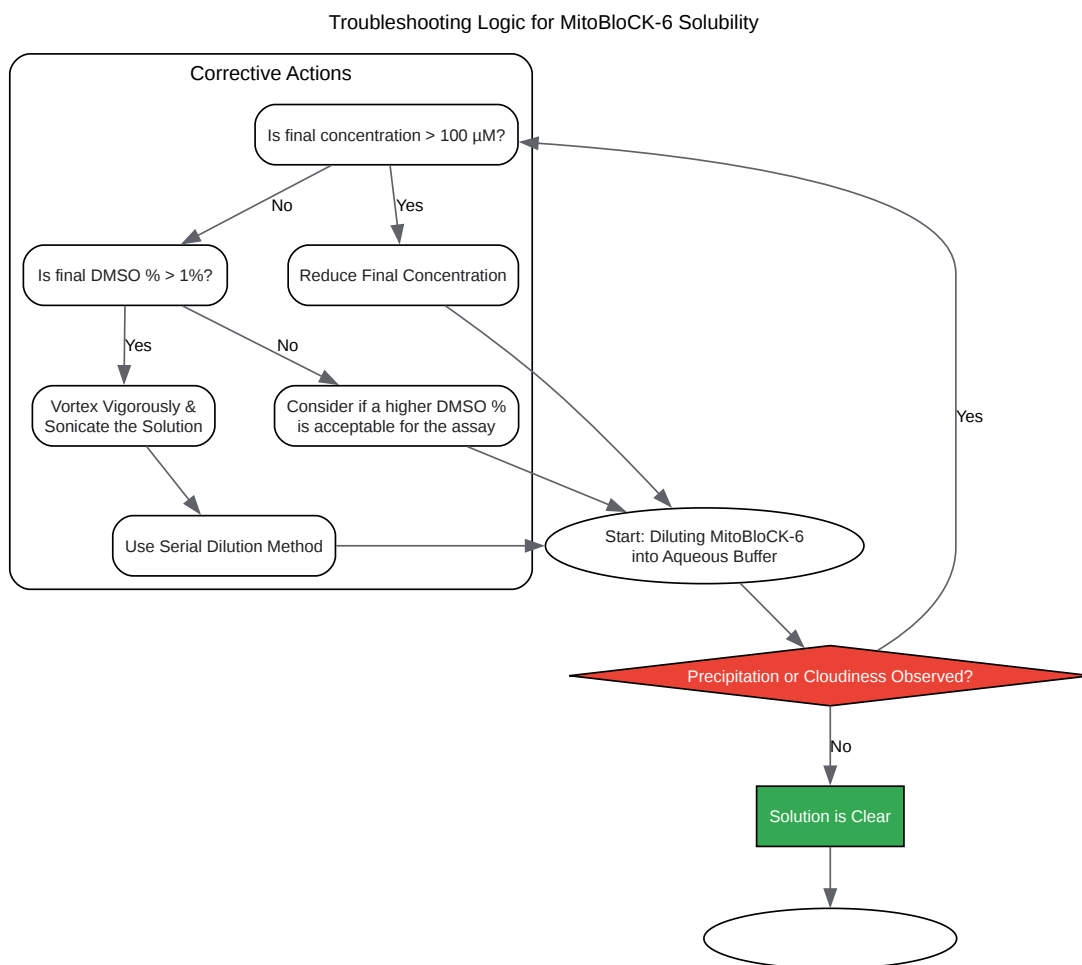 Troubleshooting Logic for MitoBloCK-6 Solubility
Corrective Actions
Is final concentration > 100 µM?
No
Yes
Is final DMSO % > 1%?
Reduce Final Concentration
Yes
No
Vortex Vigorously &
Sonicate the Solution
Consider if a higher DMSO %
is acceptable for the assay
Yes
Use Serial Dilution Method
Start: Diluting MitoBloCK-6
into Aqueous Buffer
Precipitation or Cloudiness Observed?
No
Solution is Clear